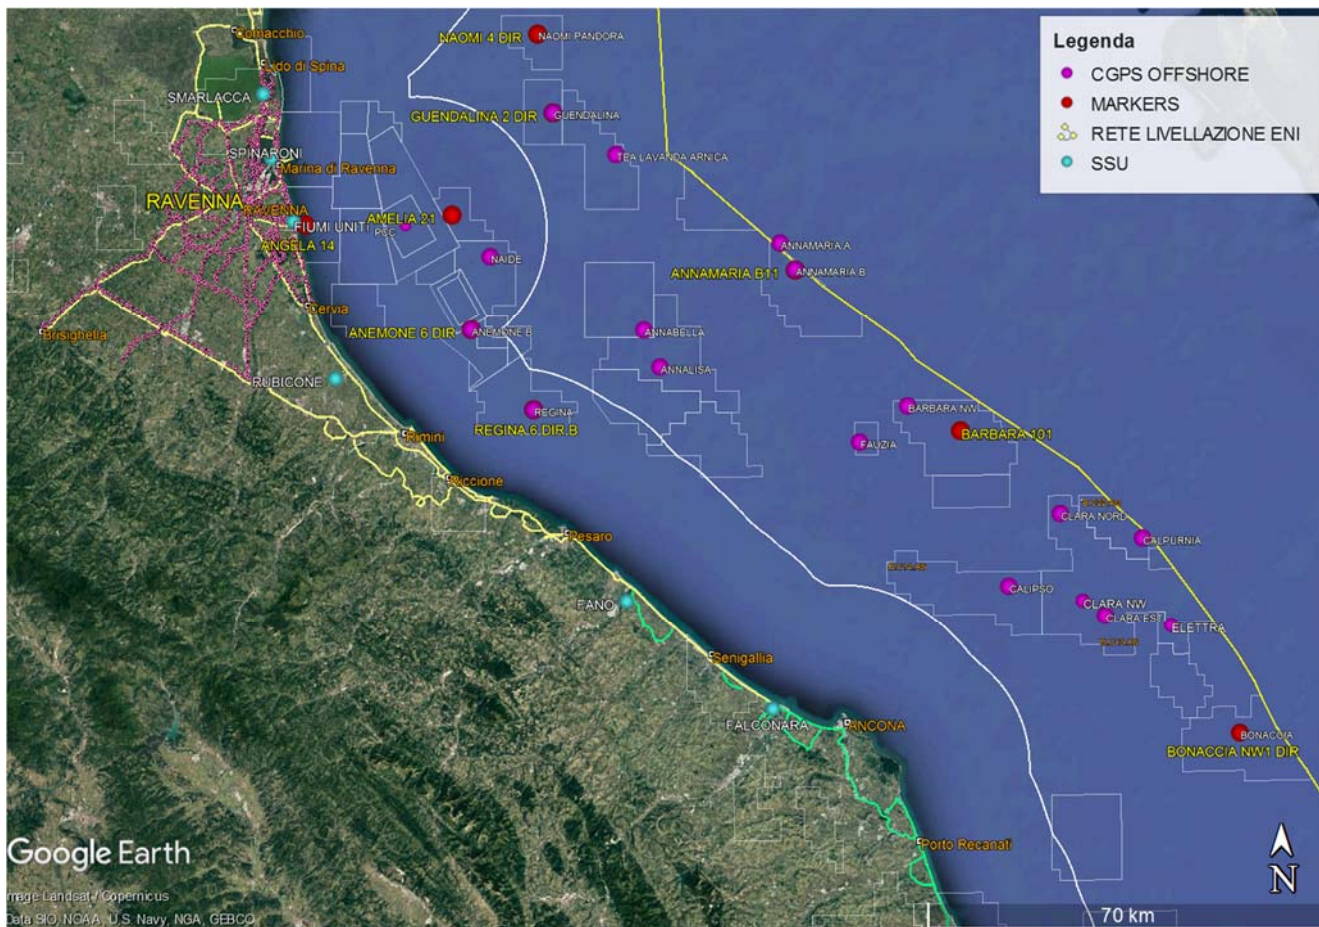 Legenda
CGPS OFFSHORE
MARKERS
RETE LIVELLAZIONE ENI
SSU
Comacchio
Lido di Spina
SMARLACCA
SPINARONI
Marina di Ravenna
RAVENNA
RAVENNA
FIUMI UNITI
ANGELA 14
Cervia
Brisighella
RUBICONE
Rimini
Riccione
Pesaro
FANO
Senigallia
FALCONARA
ANCONA
Porto Recanati
NAOMI 4 DIR
NAOMI PANDORA
GUENDALINA 2 DIR
GUENDALINA
TEA LAVANDA ARNICA
AMELIA 21
PCC
NAIDE
ANNAMARIA A
ANNAMARIA B11
ANNAMARIA B
ANEMONE 6 DIR
ANEMONE B
ANNABELLA
ANNALISA
REGINA
REGINA 6 DIR B
BARBARA NW
BARBARA 101
FAUZIA
CLARA NORD
CALPURNIA
CALIPSO
CLARA NW
CLARA EST
ELETTRA
BONACCIA
BONACCIA NW1 DIR
Google Earth
Image Landsat / Copernicus
Data SIO, NOAA, U.S. Navy, NGA, GEBCO
N
70 km